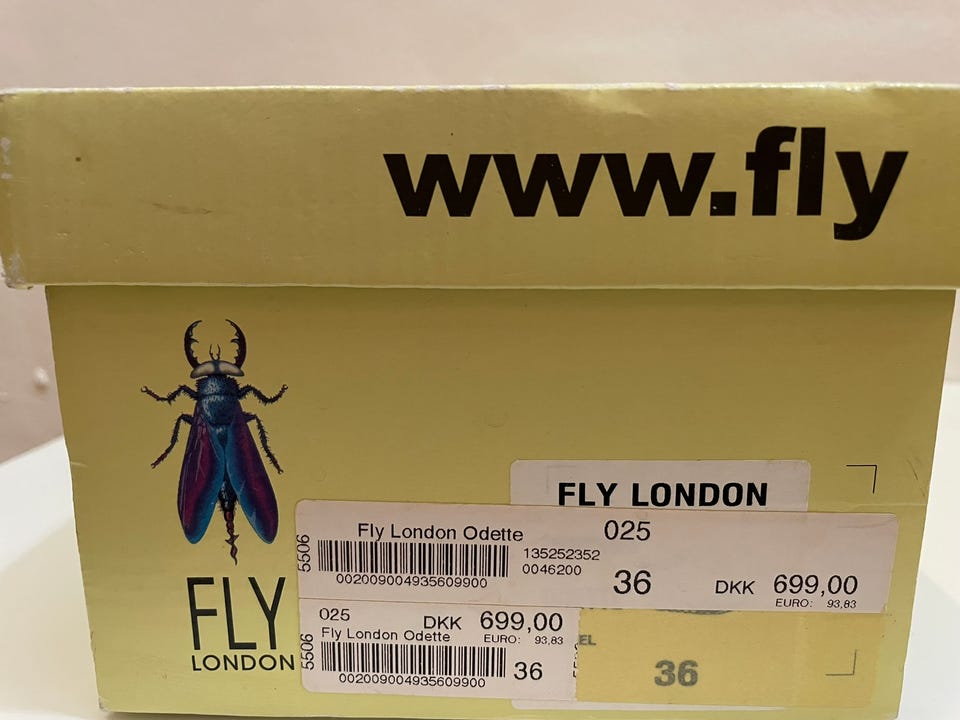 www.fly
FLY LONDON
Fly London Odette 025
5506
135252352
0046200
002009004935609900
36 DKK 699,00
EURO: 93,83
FLY
LONDON
025 DKK 699,00
Fly London Odette EURO: 93,83
5506
36
002009004935609900
EL
36